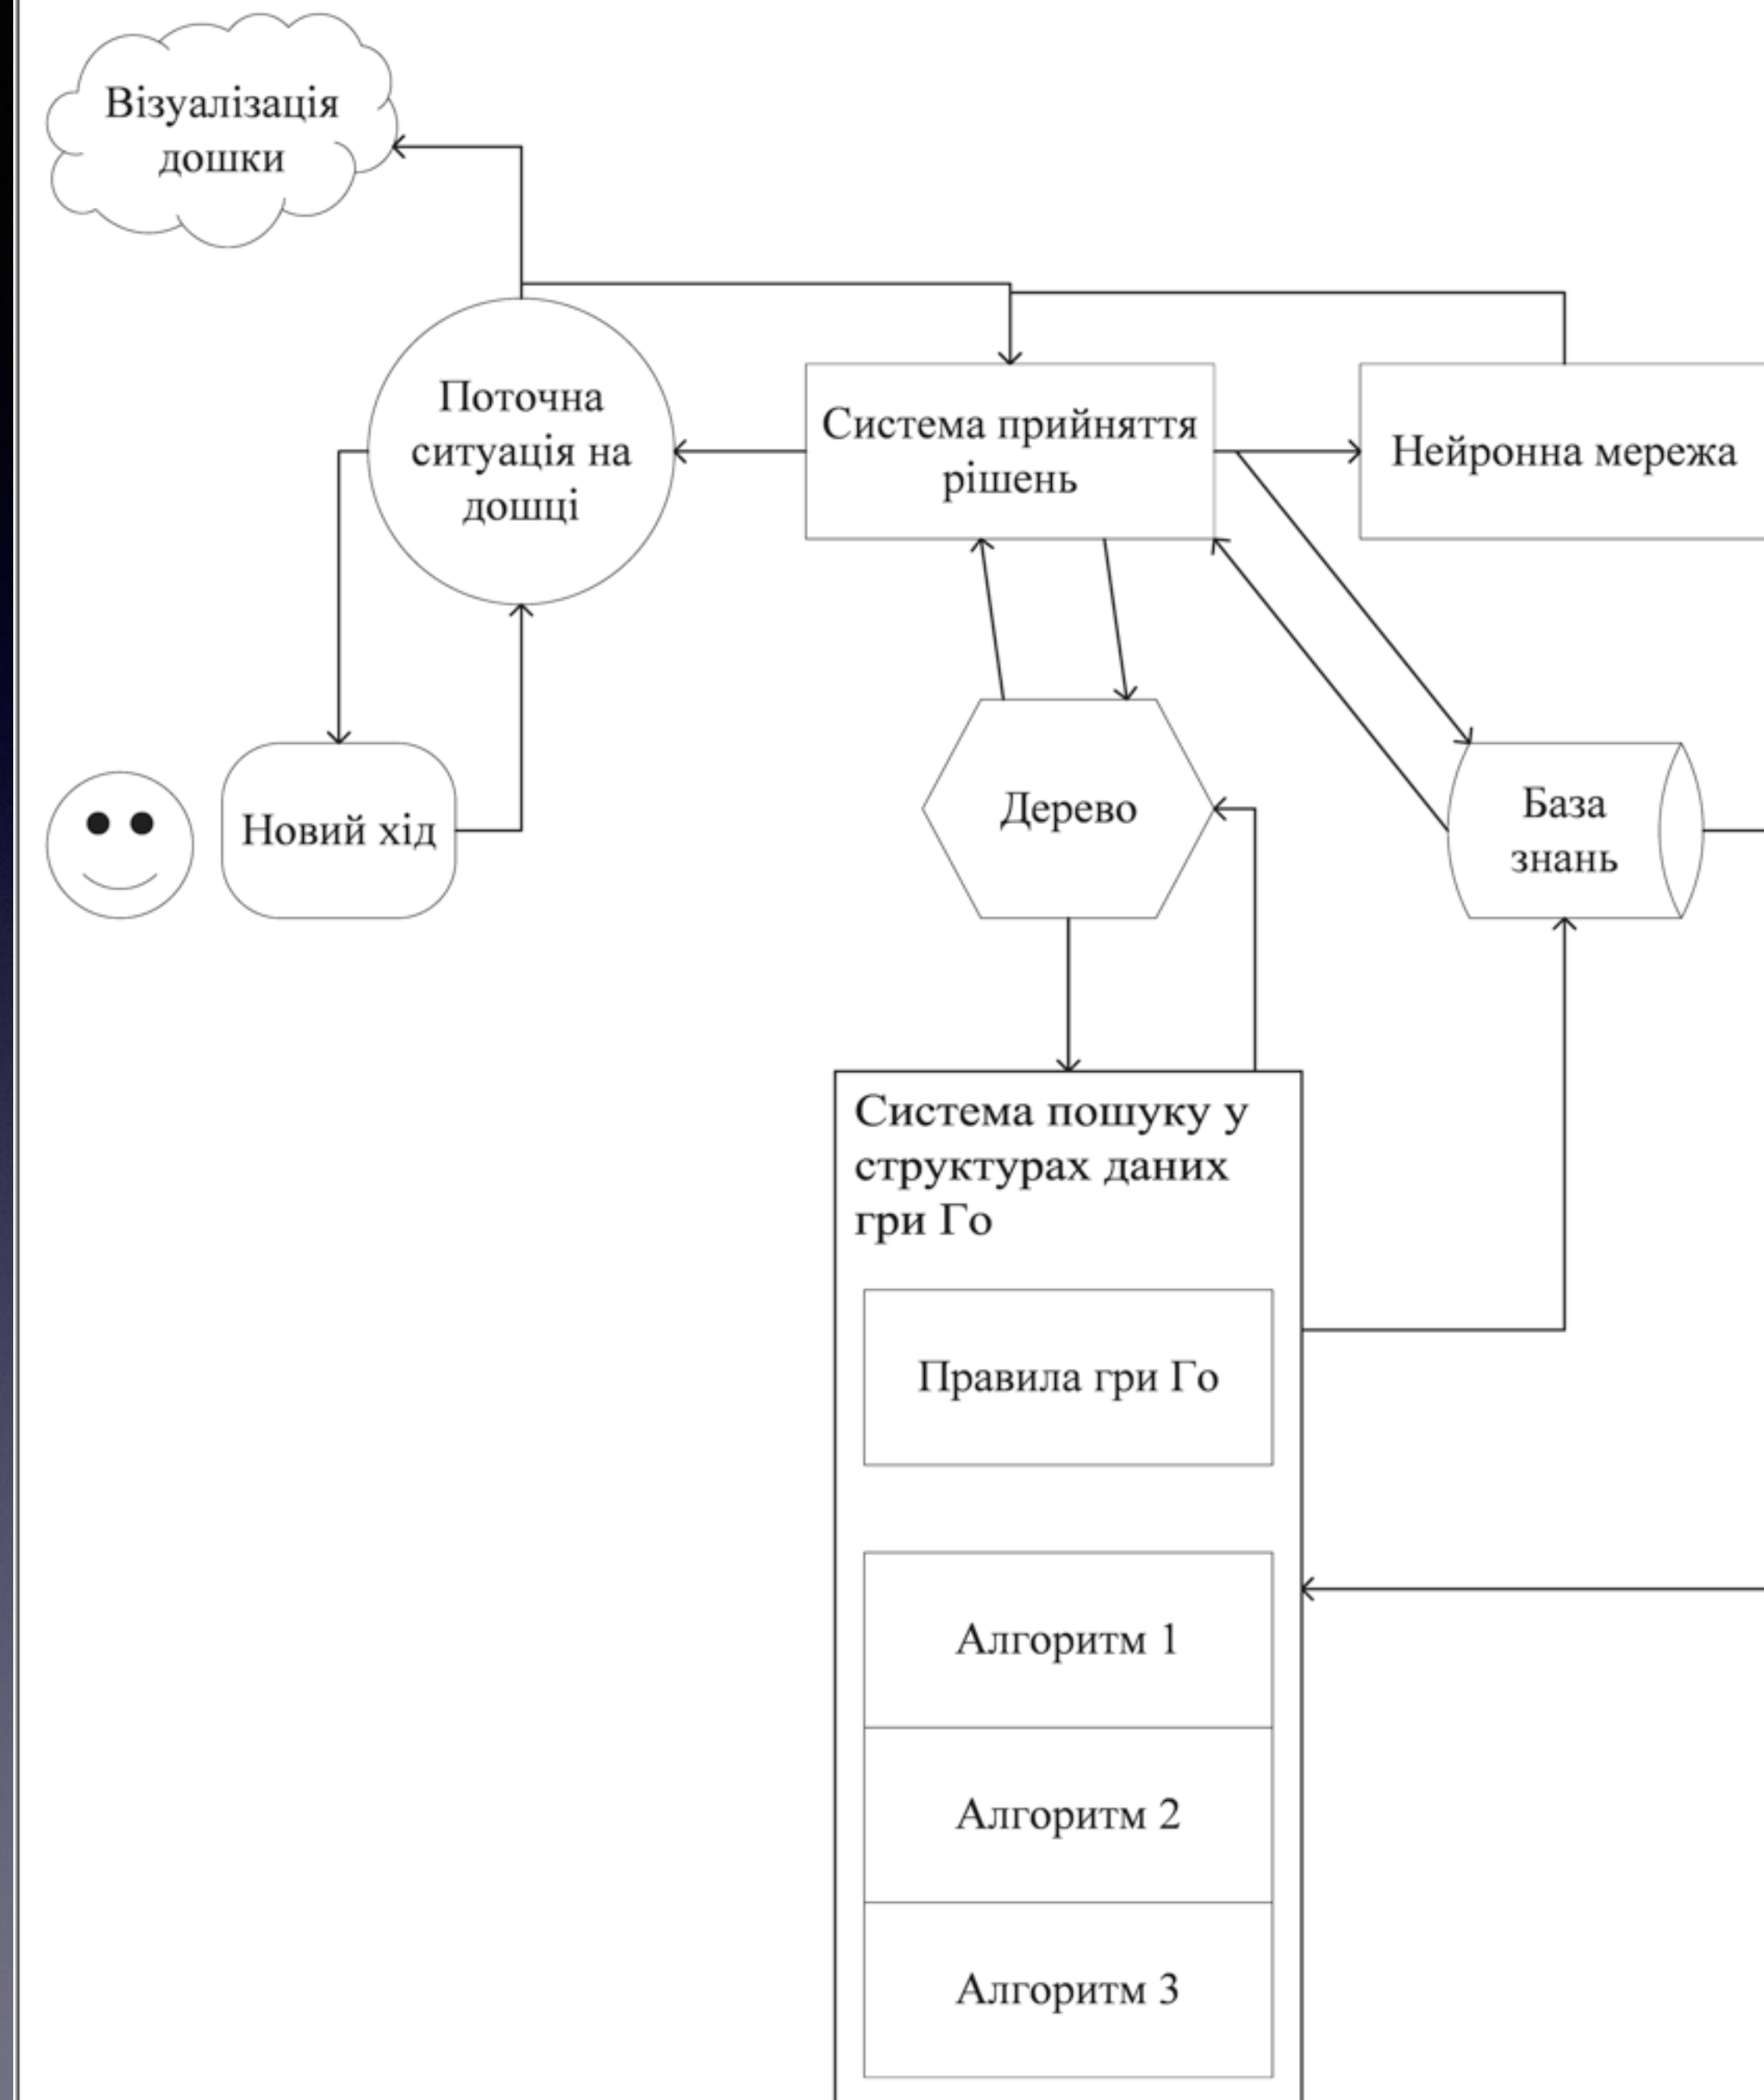 Візуалізація
дошки
Поточна
ситуація на
дошці
Система прийняття
рішень
Нейронна мережа
Новий хід
Дерево
База
знань
Система пошуку у
структурах даних
гри Го
Правила гри Го
Алгоритм 1
Алгоритм 2
Алгоритм 3